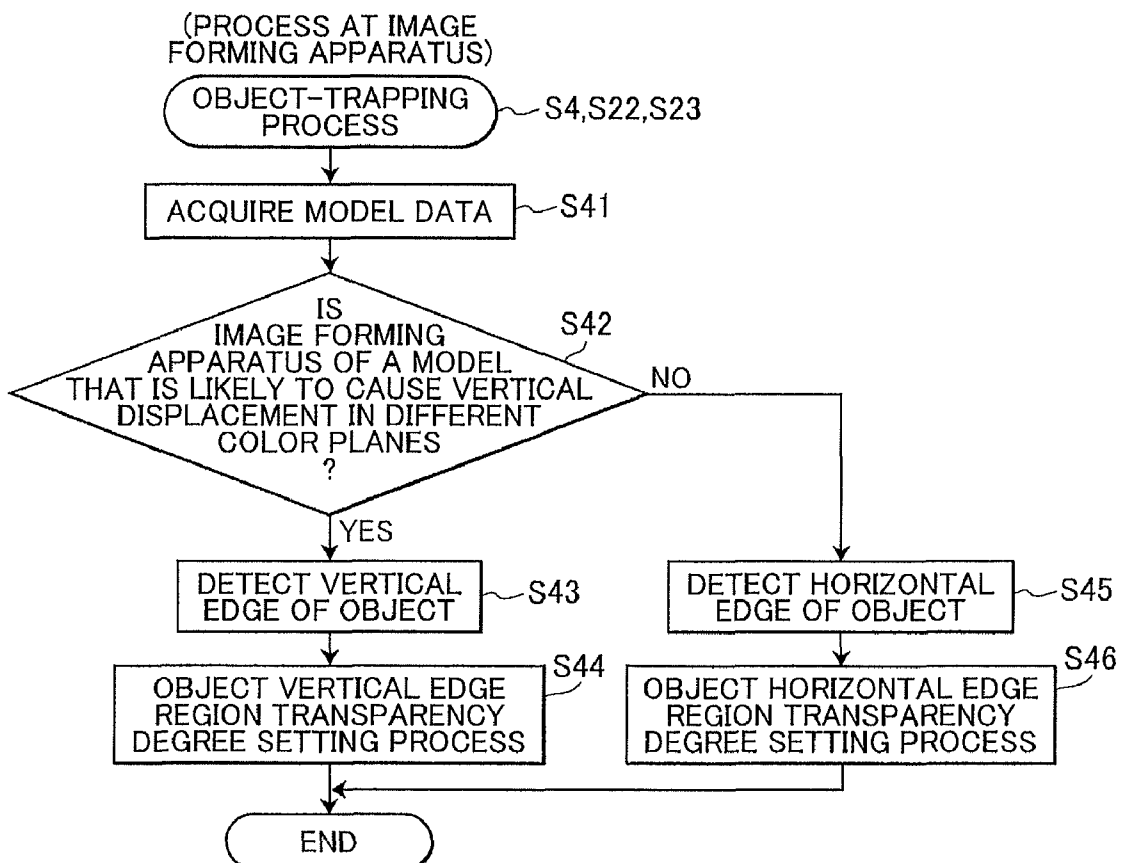 (PROCESS AT IMAGE
FORMING APPARATUS)
OBJECT-TRAPPING
PROCESS
S4,S22,S23
ACQUIRE MODEL DATA
S41
IS
IMAGE FORMING
APPARATUS OF A MODEL
THAT IS LIKELY TO CAUSE VERTICAL
DISPLACEMENT IN DIFFERENT
COLOR PLANES
?
S42
NO
YES
DETECT VERTICAL
EDGE OF OBJECT
S43
DETECT HORIZONTAL
EDGE OF OBJECT
S45
OBJECT VERTICAL EDGE
REGION TRANSPARENCY
DEGREE SETTING PROCESS
S44
OBJECT HORIZONTAL EDGE
REGION TRANSPARENCY
DEGREE SETTING PROCESS
S46
END